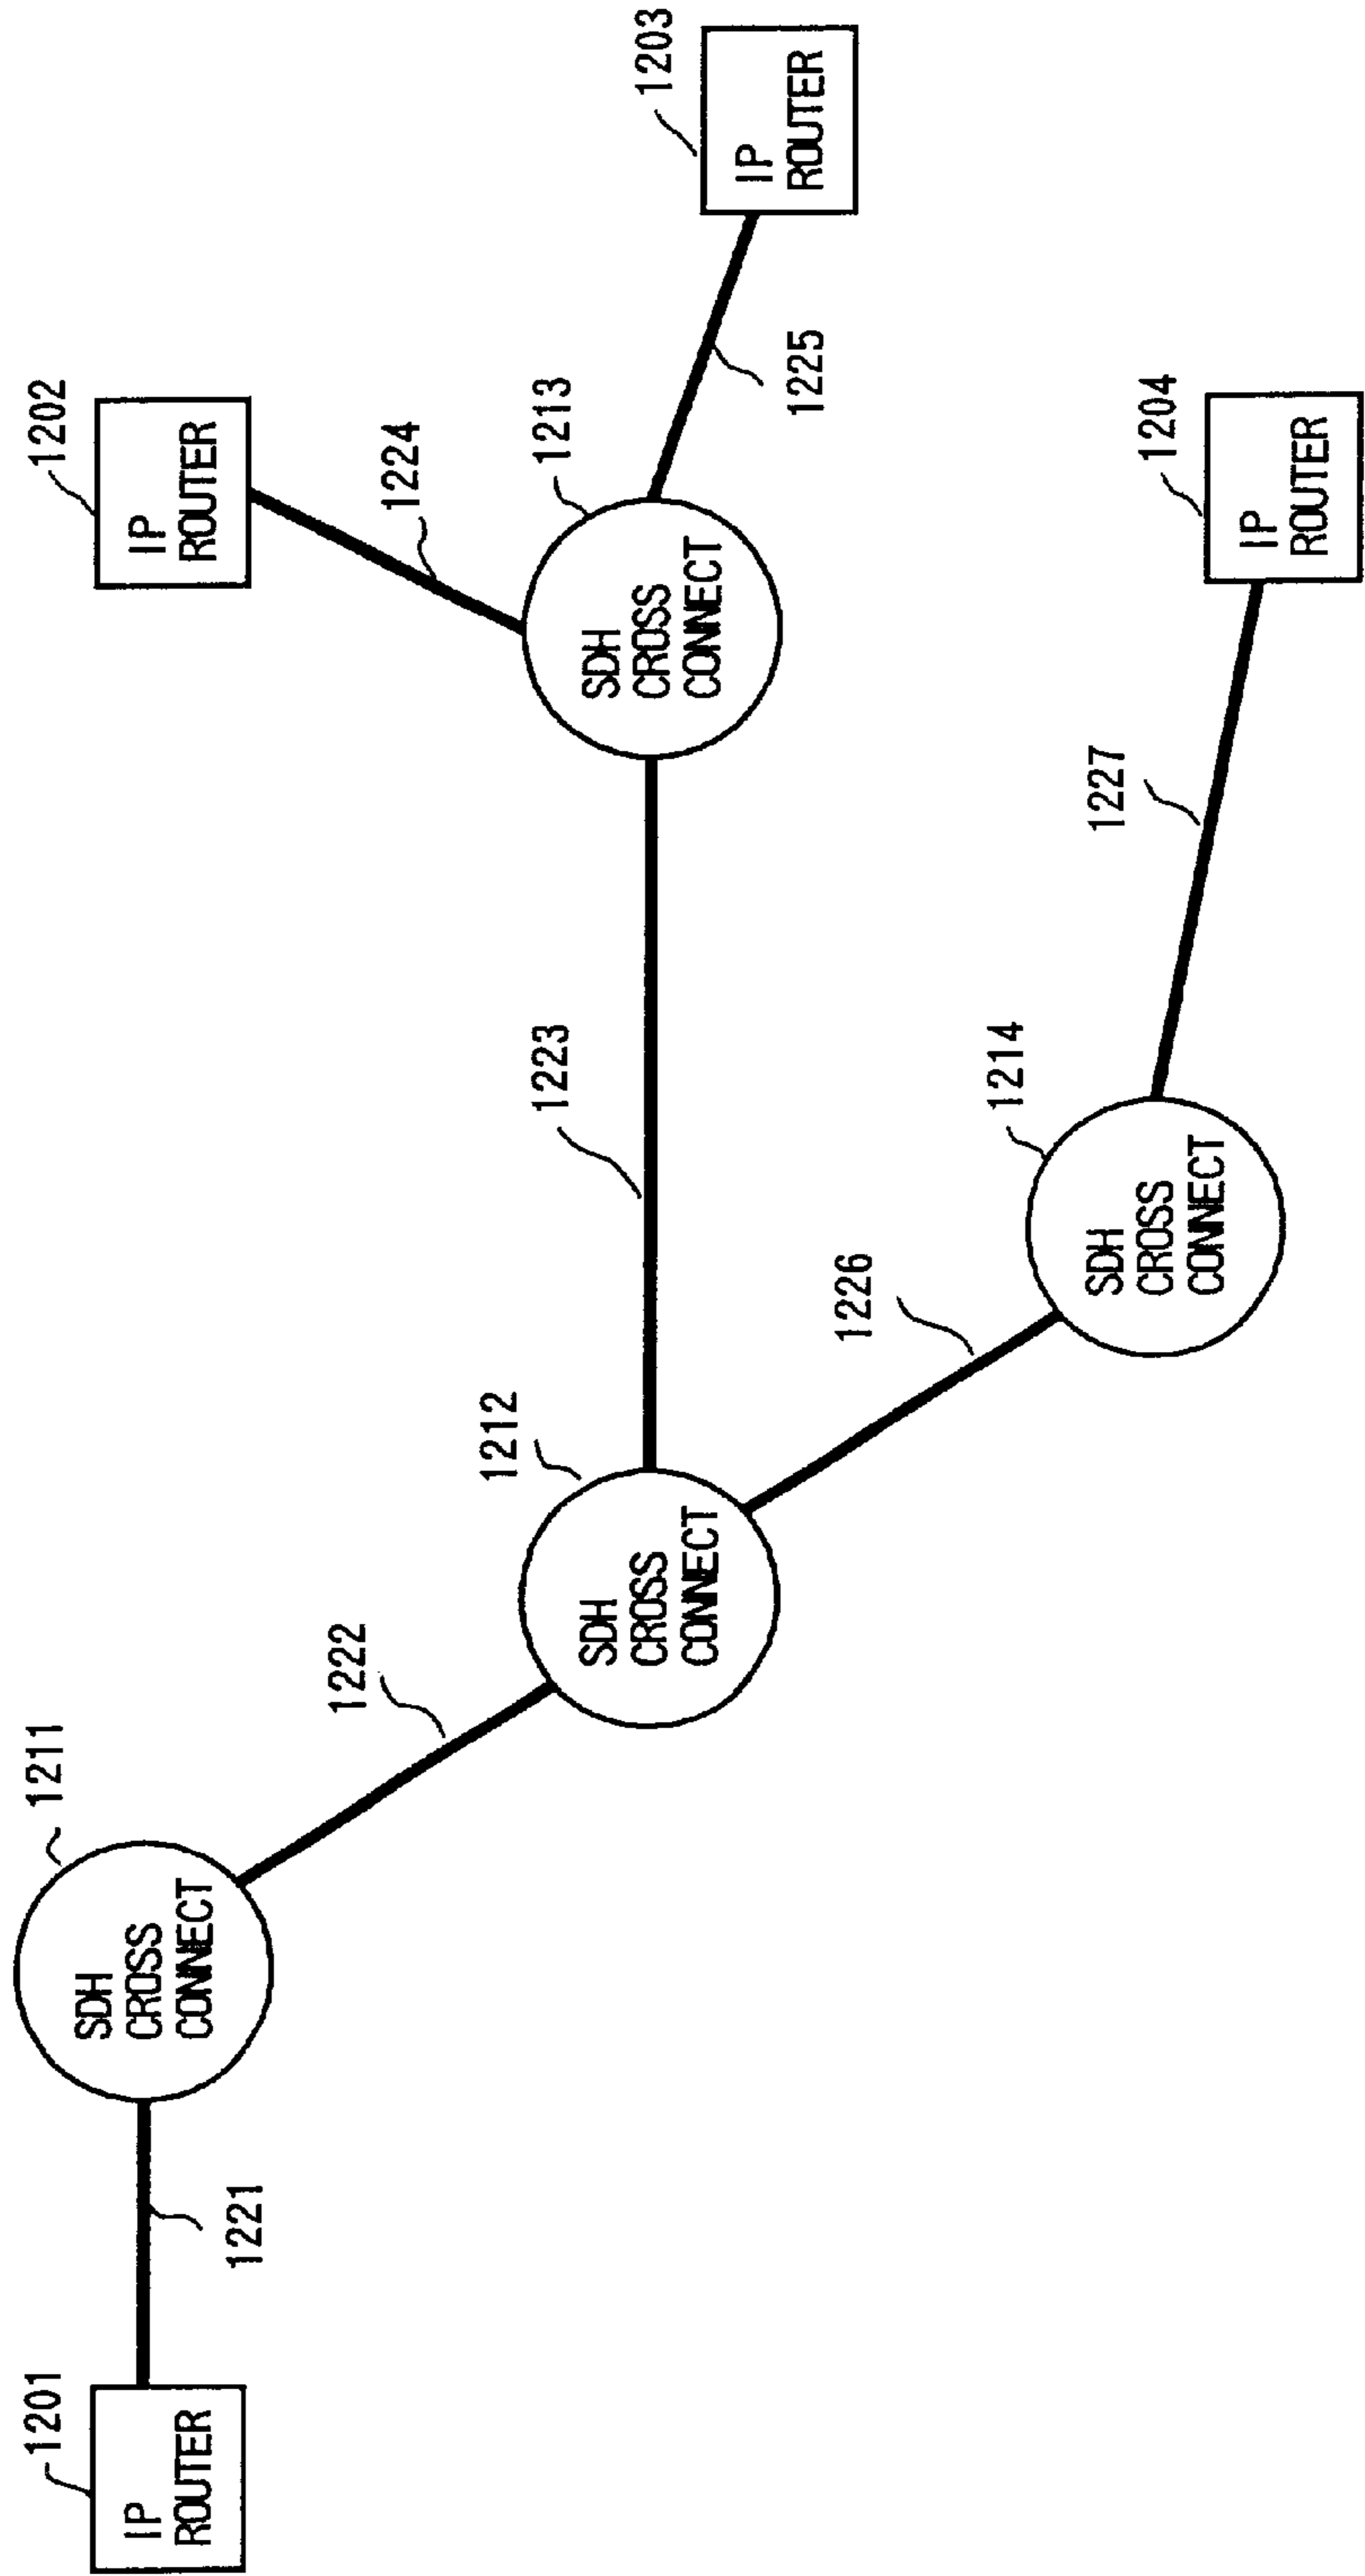 1201
IP
ROUTER
1221
1211
SDH
CROSS
CONNECT
1222
1212
SDH
CROSS
CONNECT
1223
1226
1214
SDH
CROSS
CONNECT
1227
1213
SDH
CROSS
CONNECT
1224
1202
IP
ROUTER
1225
1203
IP
ROUTER
1204
IP
ROUTER